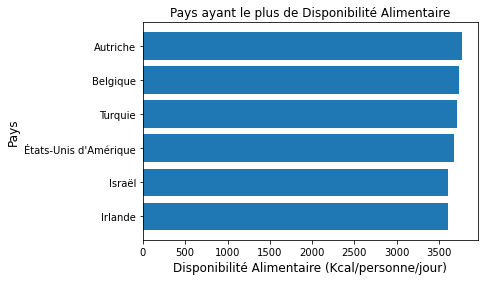 Pays ayant le plus de Disponibilité Alimentaire
Pays
Autriche
Belgique
Turquie
États-Unis d'Amérique
Israël
Irlande
0 500 1000 1500 2000 2500 3000 3500
Disponibilité Alimentaire (Kcal/personne/jour)